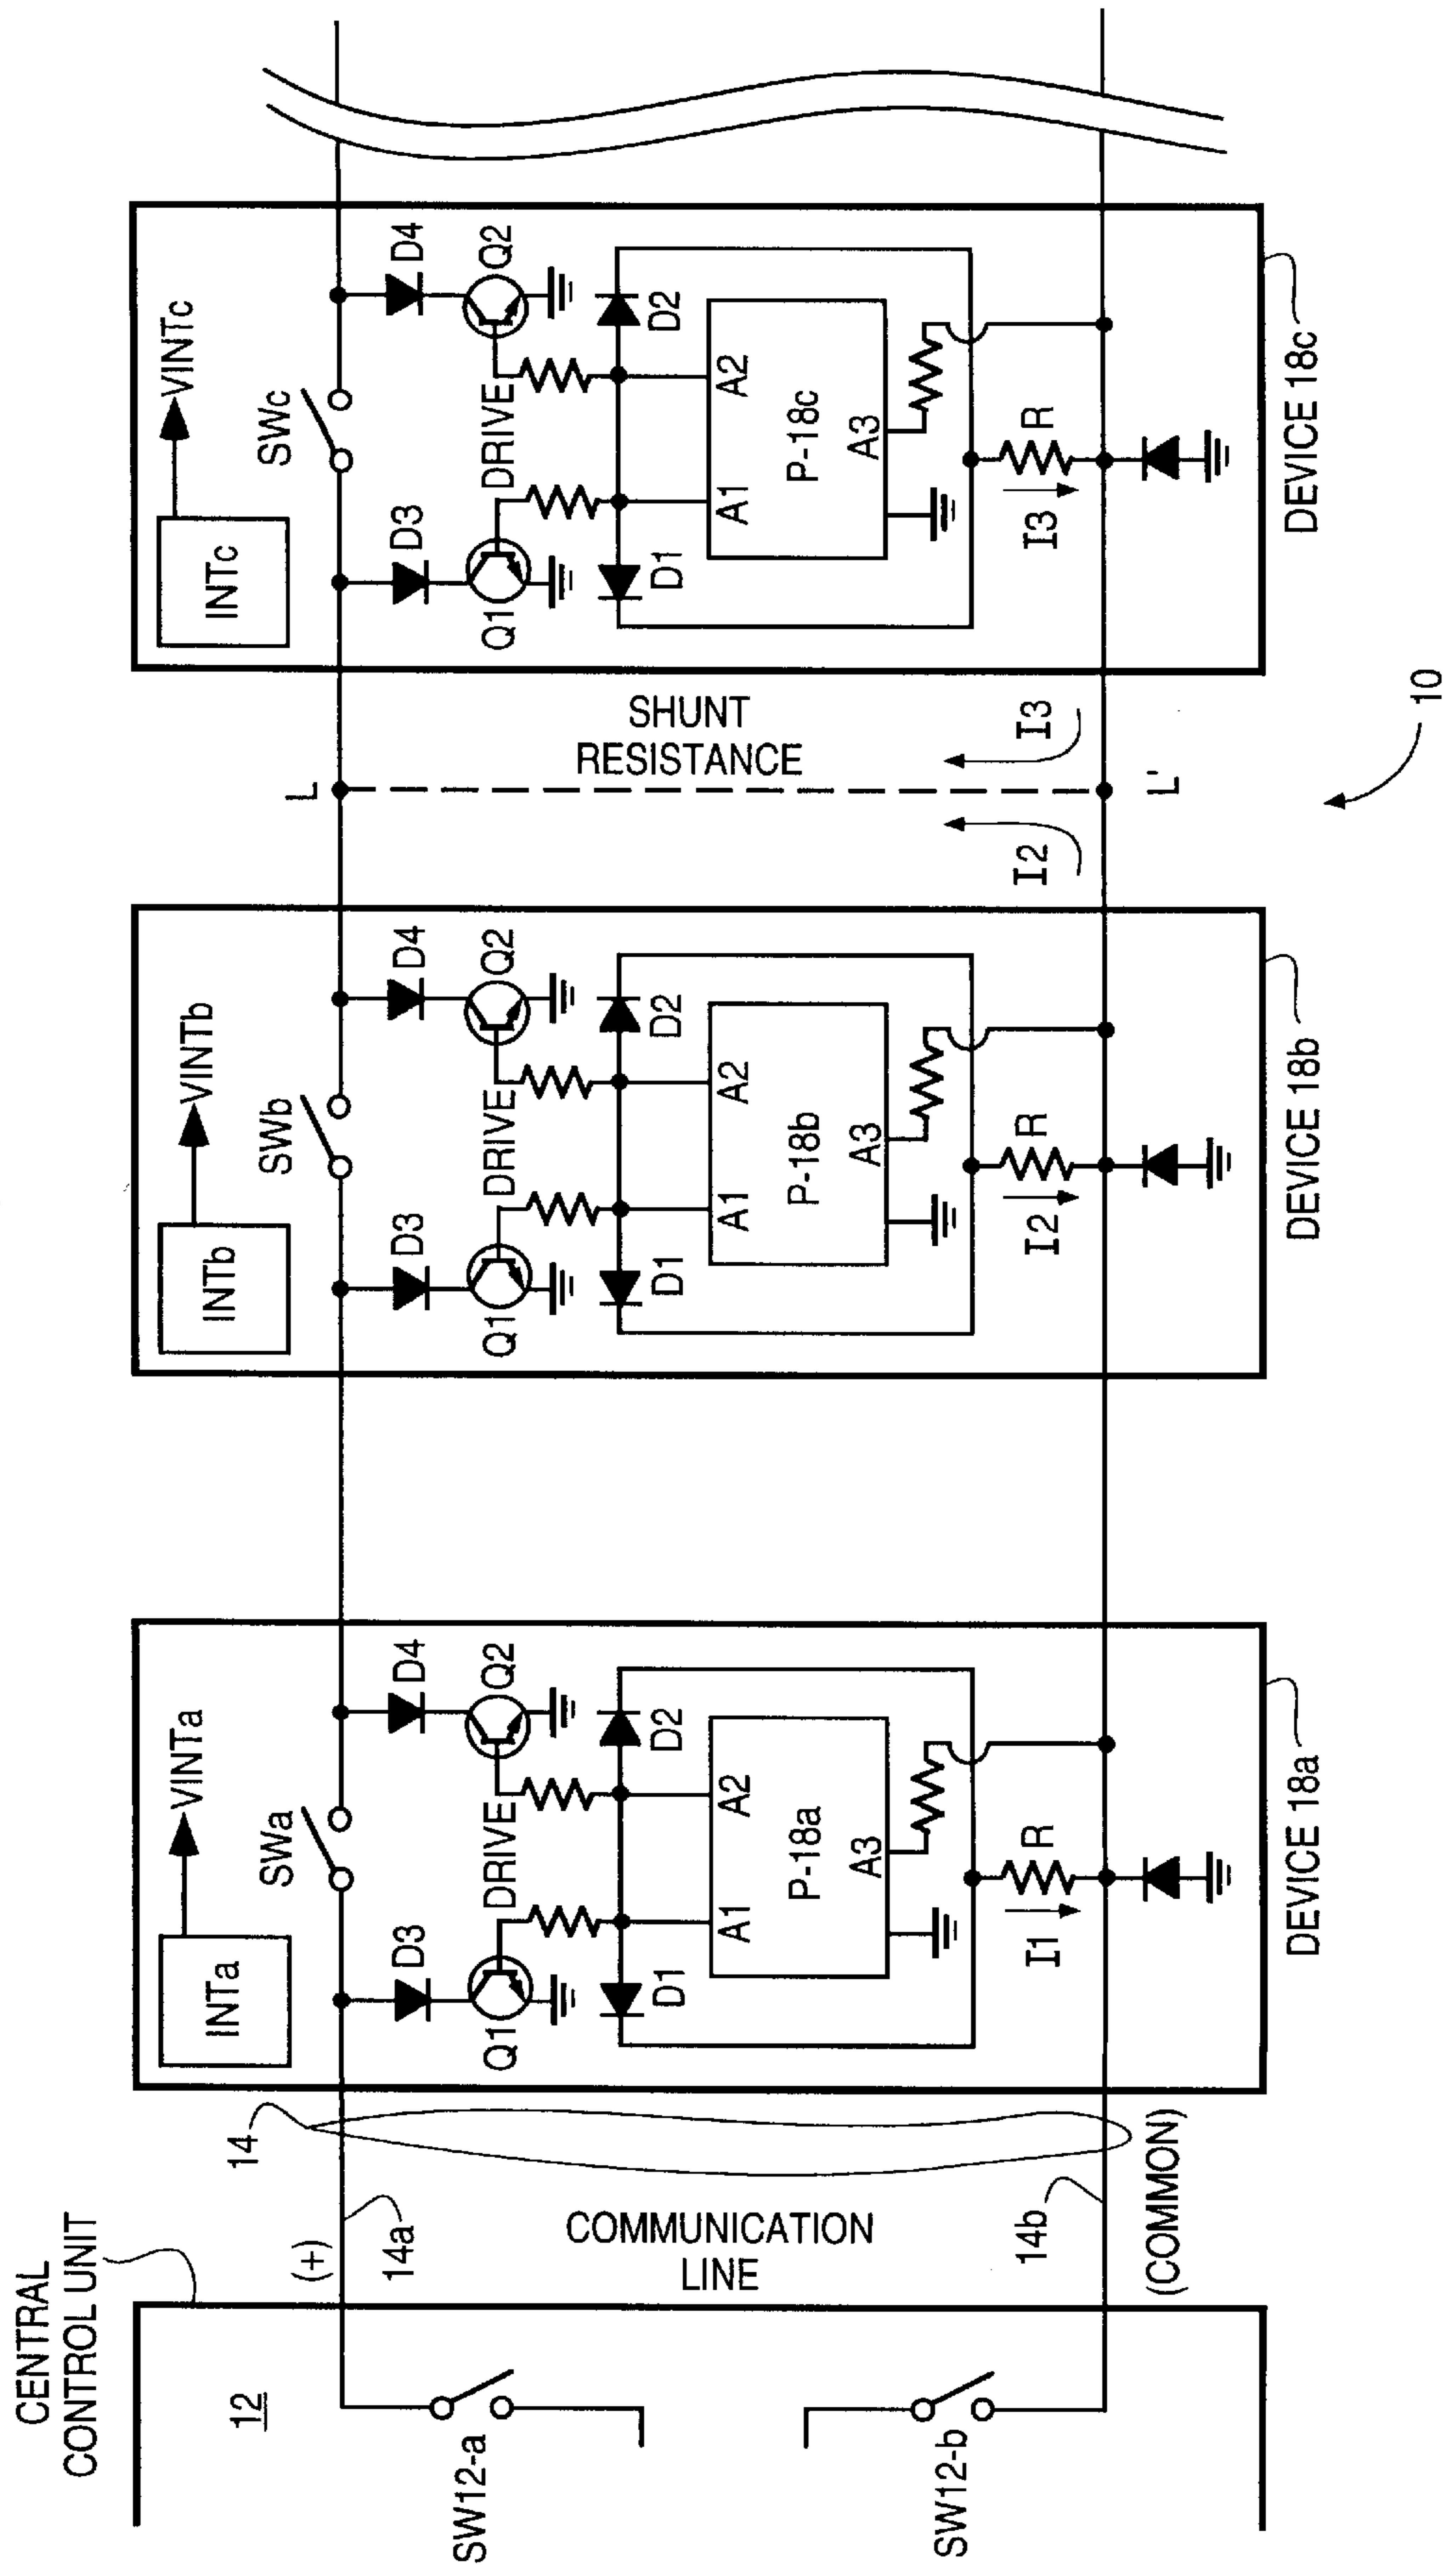 CENTRAL
CONTROL UNIT
12
SW12-a
SW12-b
(+)
14a
14
COMMUNICATION
LINE
14b
(COMMON)
INTa
VINTa
SWa
D3
D4
Q1
Q2
DRIVE
D1
D2
A1
A2
P-18a
A3
I1
R
DEVICE 18a
INTb
VINTb
SWb
D3
D4
Q1
Q2
DRIVE
D1
D2
A1
A2
P-18b
A3
I2
R
DEVICE 18b
L
SHUNT
RESISTANCE
I2
I3
L'
INTc
VINTc
SWc
D3
D4
Q1
Q2
DRIVE
D1
D2
A1
A2
P-18c
A3
I3
R
DEVICE 18c
10